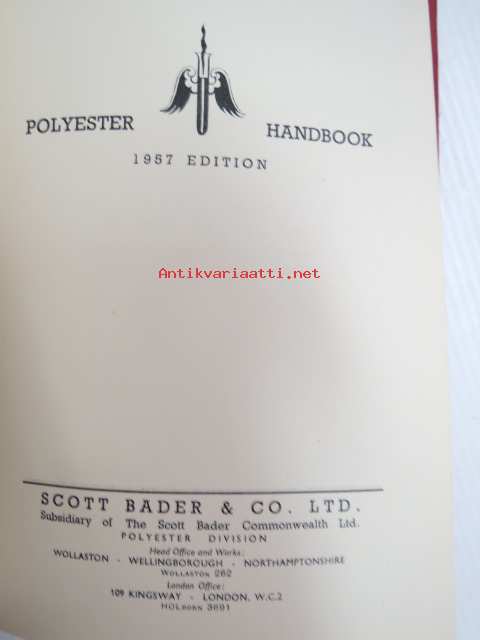 POLYESTER HANDBOOK
1957 EDITION
Antikvariaatti.net
SCOTT BADER & CO. LTD.
Subsidiary of The Scott Bader Commonwealth Ltd.
POLYESTER DIVISION
Head Office and Works:
WOLLASTON - WELLINGBOROUGH - NORTHAMPTONSHIRE
WOLLASTON 262
London Office:
109 KINGSWAY - LONDON, W.C.2
HOLBORN 3691